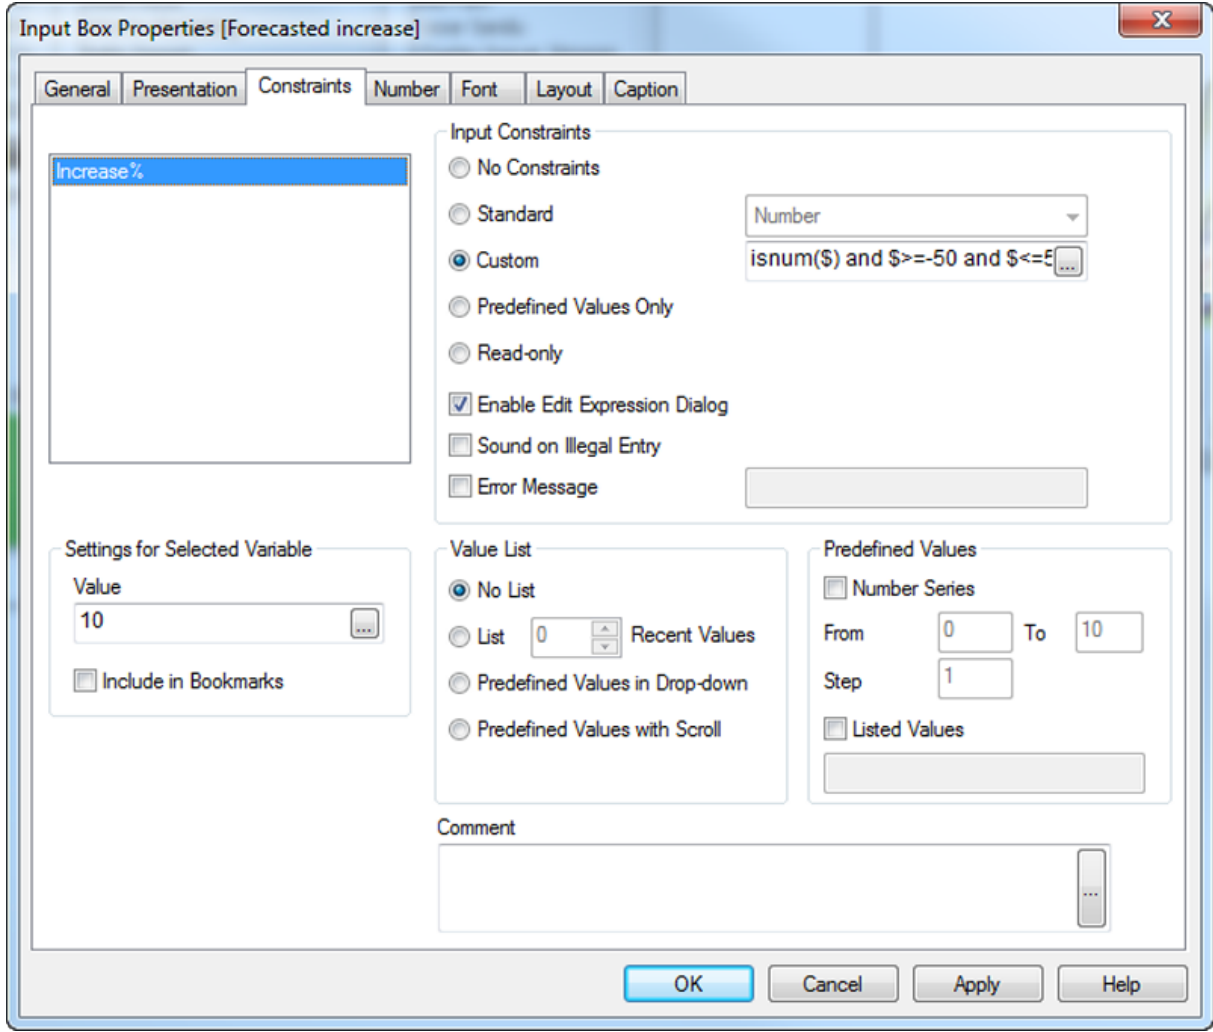 Input Box Properties [Forecasted increase]
General Presentation Constraints Number Font Layout Caption
Increase%
Input Constraints
No Constraints
Standard Number
Custom isnum($) and $>=-50 and $<=5 ...
Predefined Values Only
Read-only
Enable Edit Expression Dialog
Sound on Illegal Entry
Error Message
Settings for Selected Variable
Value
10 ...
Include in Bookmarks
Value List
No List
List 0 Recent Values
Predefined Values in Drop-down
Predefined Values with Scroll
Predefined Values
Number Series
From 0 To 10
Step 1
Listed Values
Comment
...
OK Cancel Apply Help